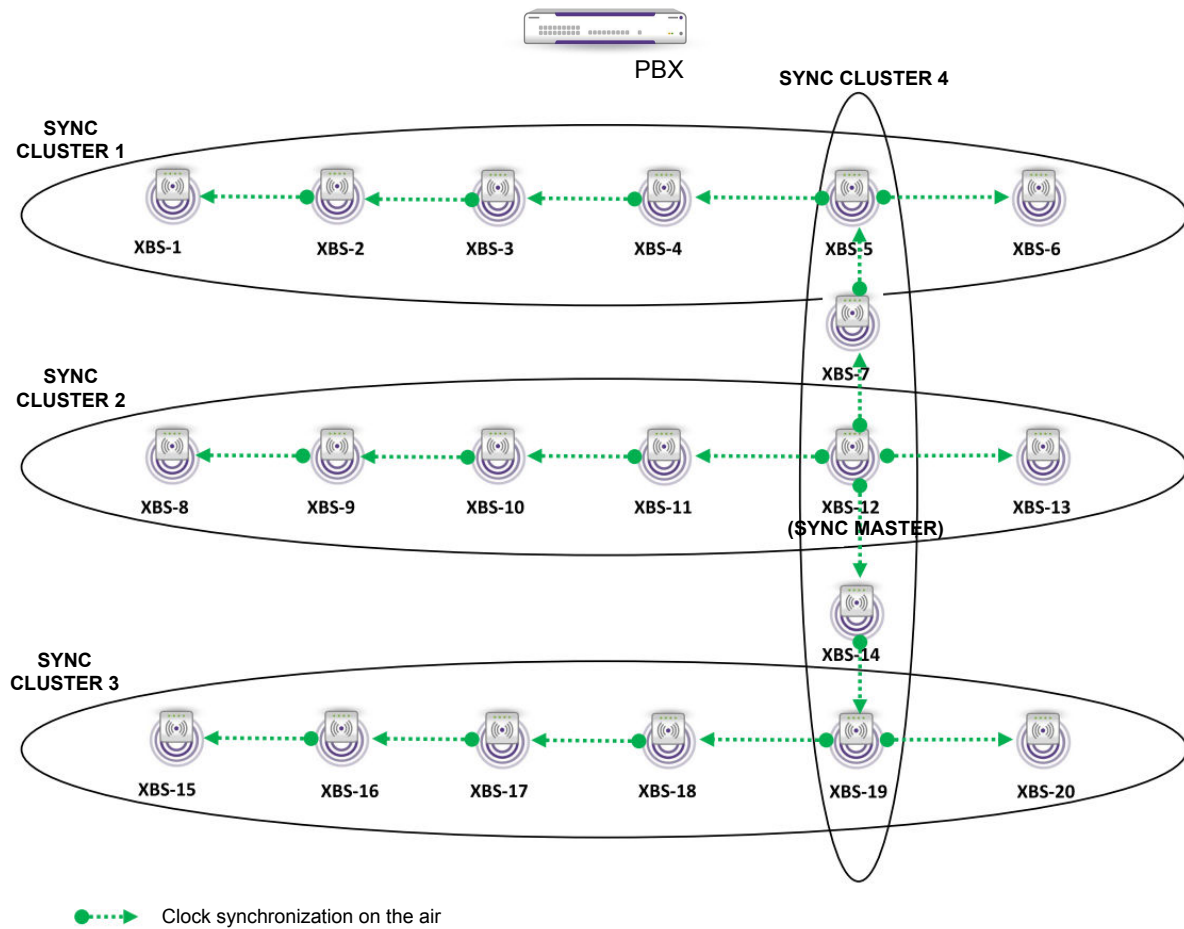 PBX
SYNC CLUSTER 4
SYNC
CLUSTER 1
XBS-1
XBS-2
XBS-3
XBS-4
XBS-5
XBS-6
XBS-7
SYNC
CLUSTER 2
XBS-8
XBS-9
XBS-10
XBS-11
XBS-12
XBS-13
(SYNC MASTER)
XBS-14
SYNC
CLUSTER 3
XBS-15
XBS-16
XBS-17
XBS-18
XBS-19
XBS-20
Clock synchronization on the air